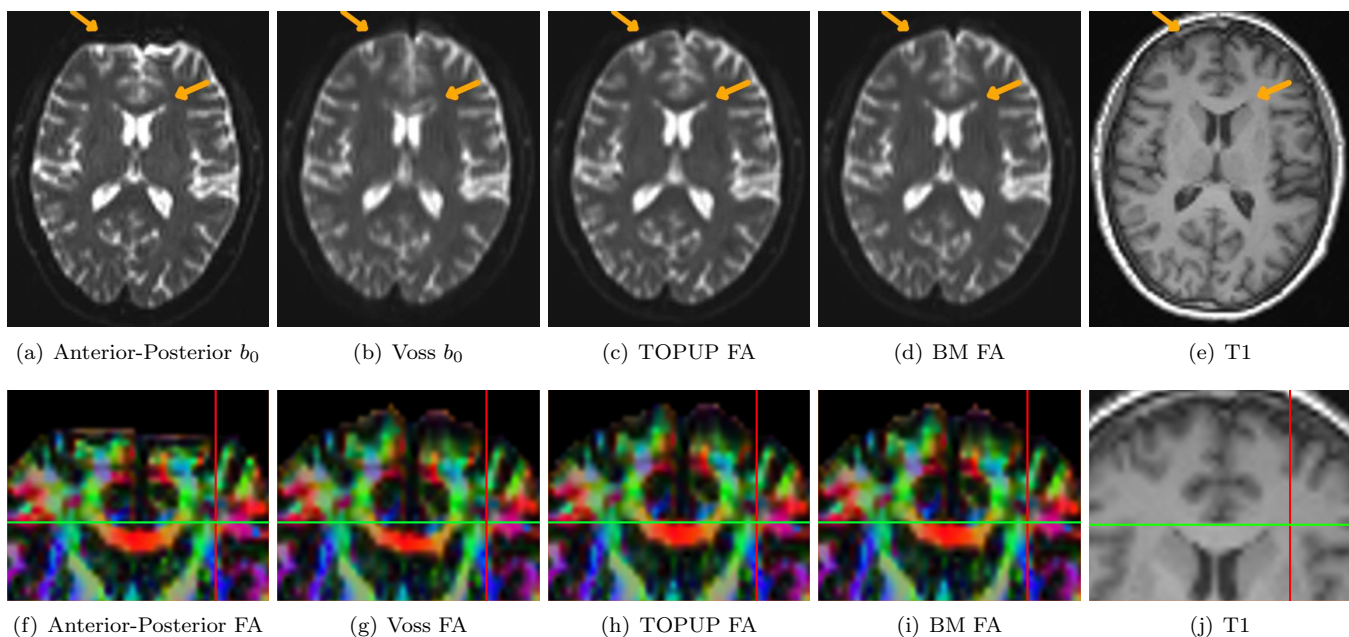 (a) Anterior-Posterior b0
(b) Voss b0
(c) TOPUP FA
(d) BM FA
(e) T1
(f) Anterior-Posterior FA
(g) Voss FA
(h) TOPUP FA
(i) BM FA
(j) T1